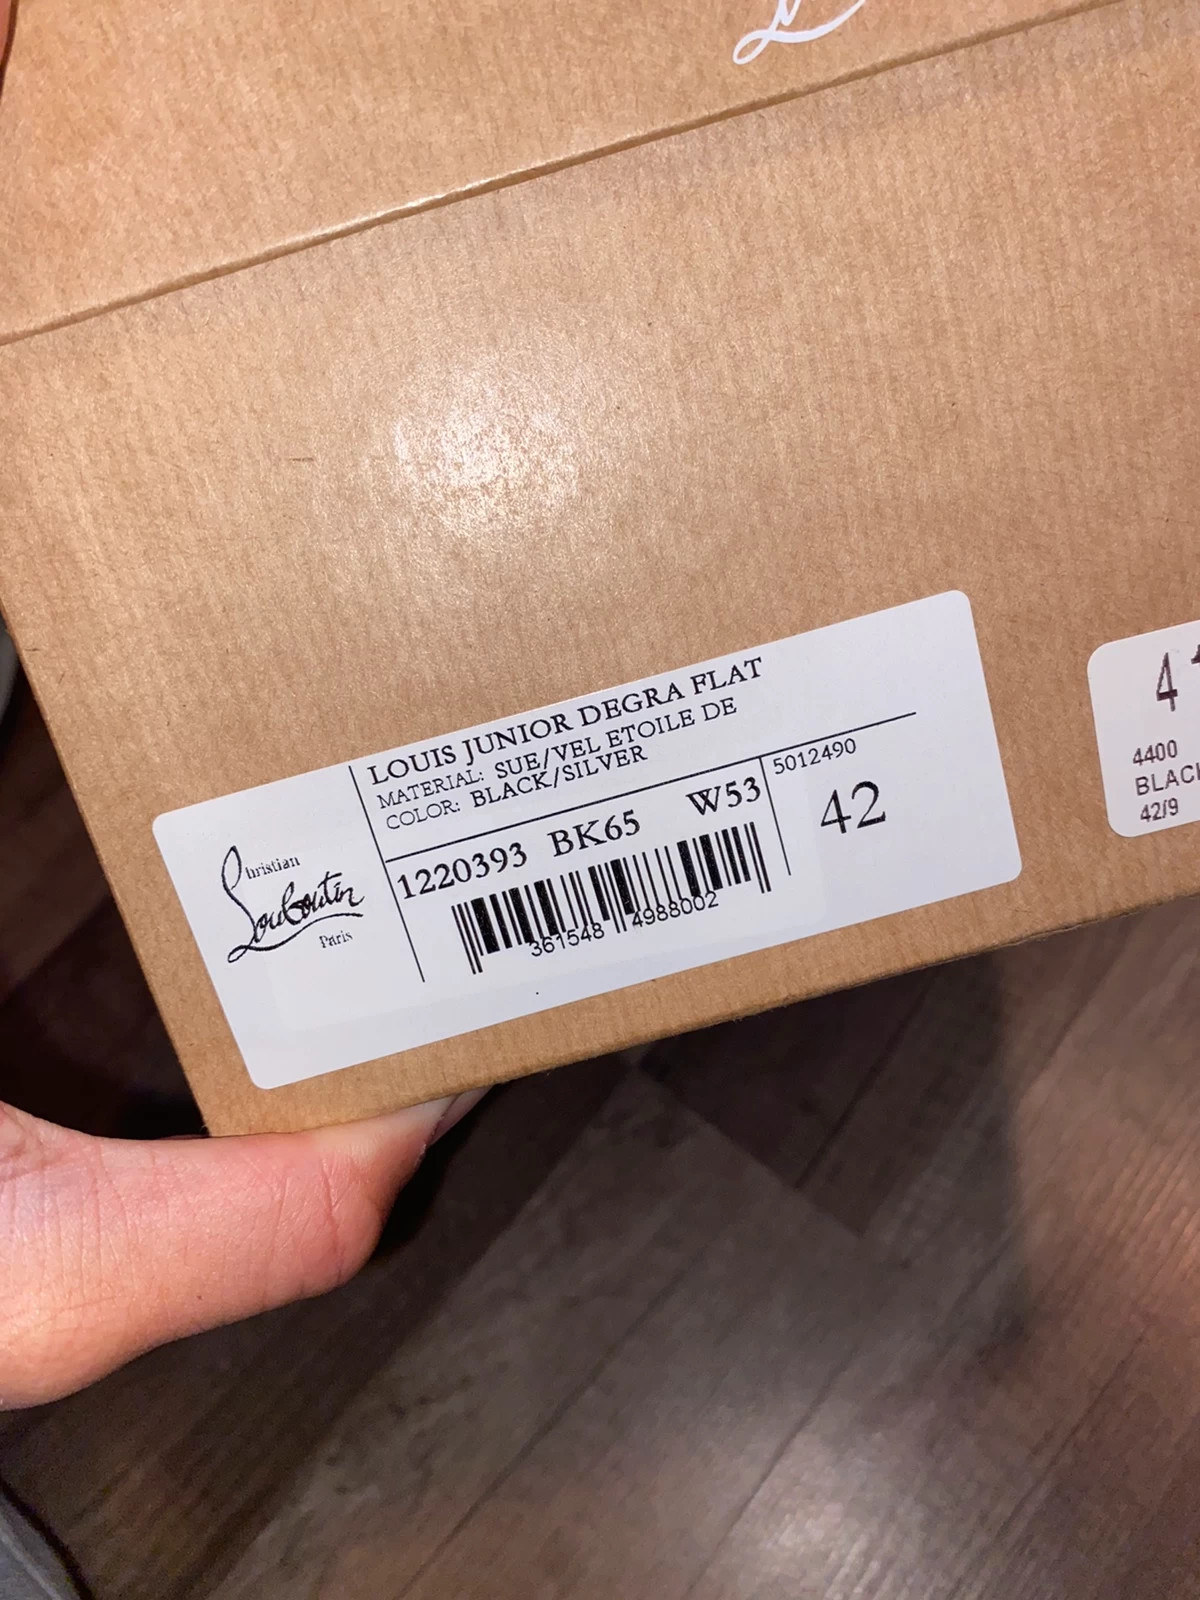 Christian
Louboutin
Paris
LOUIS JUNIOR DEGRA FLAT
MATERIAL: SUE/VEL ETOILE DE
COLOR: BLACK/SILVER
1220393 BK65 W53
5012490
42
361548 4988002
4400
42/9